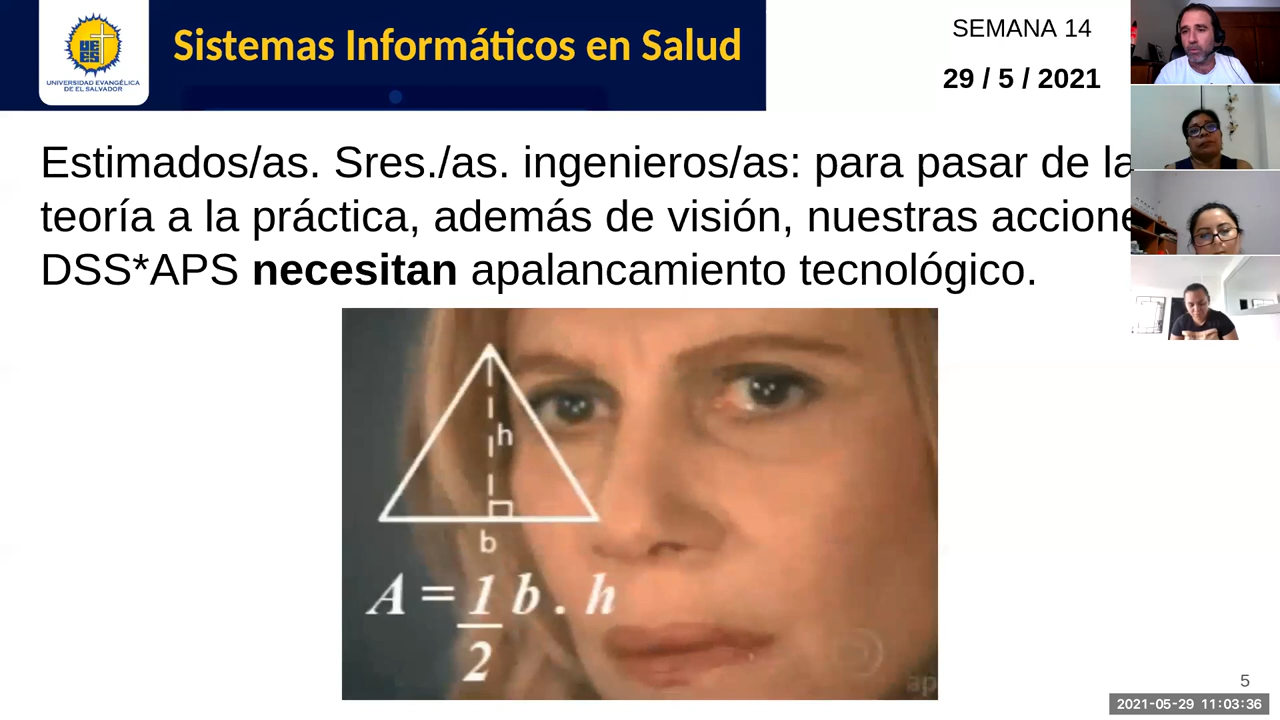 Sistemas Informáticos en Salud
SEMANA 14
29 / 5 / 2021
UNIVERSIDAD EVANGÉLICA
DE EL SALVADOR
Estimados/as. Sres./as. ingenieros/as: para pasar de la
teoría a la práctica, además de visión, nuestras accione
DSS*APS necesitan apalancamiento tecnológico.
h
b
A = 1/2 b . h
5
2021-05-29 11:03:36